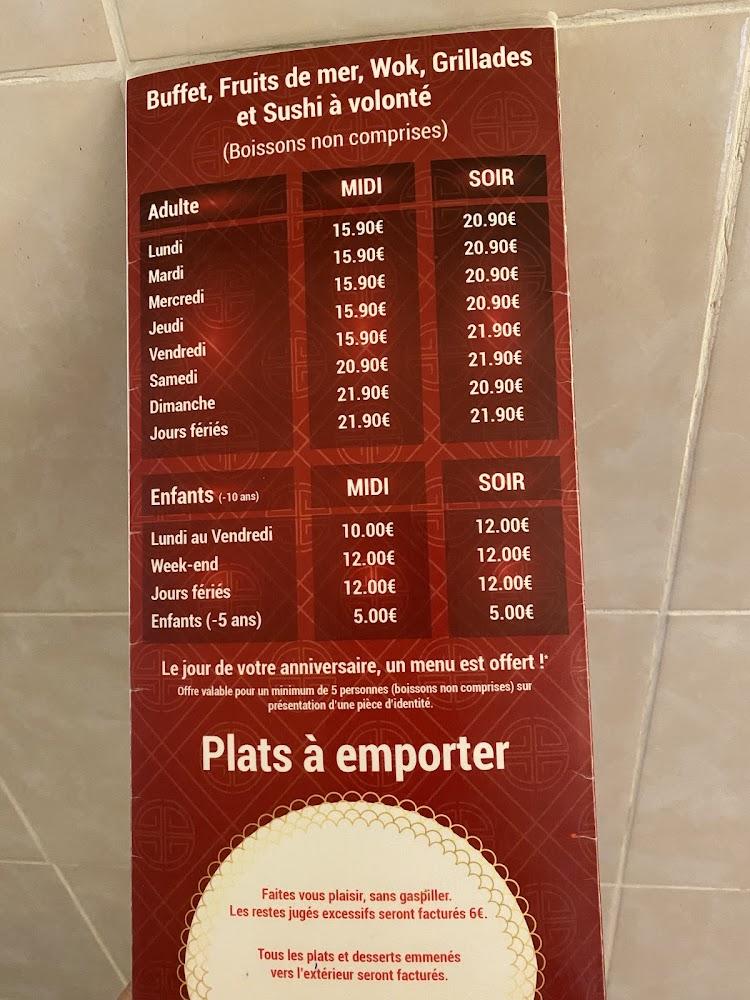 Buffet, Fruits de mer, Wok, Grillades
et Sushi à volonté
(Boissons non comprises)
Adulte MIDI SOIR
Lundi 15.90€ 20.90€
Mardi 15.90€ 20.90€
Mercredi 15.90€ 20.90€
Jeudi 15.90€ 20.90€
Vendredi 15.90€ 21.90€
Samedi 20.90€ 21.90€
Dimanche 21.90€ 20.90€
Jours fériés 21.90€ 21.90€
Enfants (-10 ans) MIDI SOIR
Lundi au Vendredi 10.00€ 12.00€
Week-end 12.00€ 12.00€
Jours fériés 12.00€ 12.00€
Enfants (-5 ans) 5.00€ 5.00€
Le jour de votre anniversaire, un menu est offert !*
Offre valable pour un minimum de 5 personnes (boissons non comprises) sur
présentation d'une pièce d'identité.
Plats à emporter
Faites vous plaisir, sans gaspiller.
Les restes jugés excessifs seront facturés 6€.
Tous les plats et desserts emmenés
vers l'extérieur seront facturés.